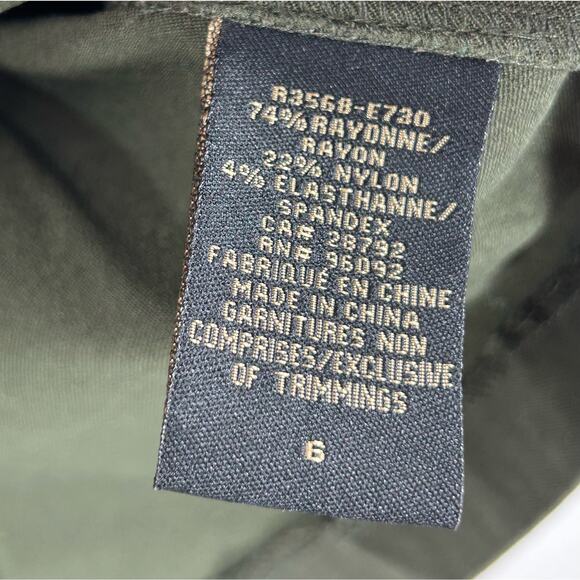 R3568-E730
74% RAYONNE/
RAYON
22% NYLON
4% ELASTHANNE/
SPANDEX
CA# 28792
RN# 95092
FABRIQUÉ EN CHINE
MADE IN CHINA
GARNITURES NON
COMPRISES/EXCLUSIVE
OF TRIMMINGS
6